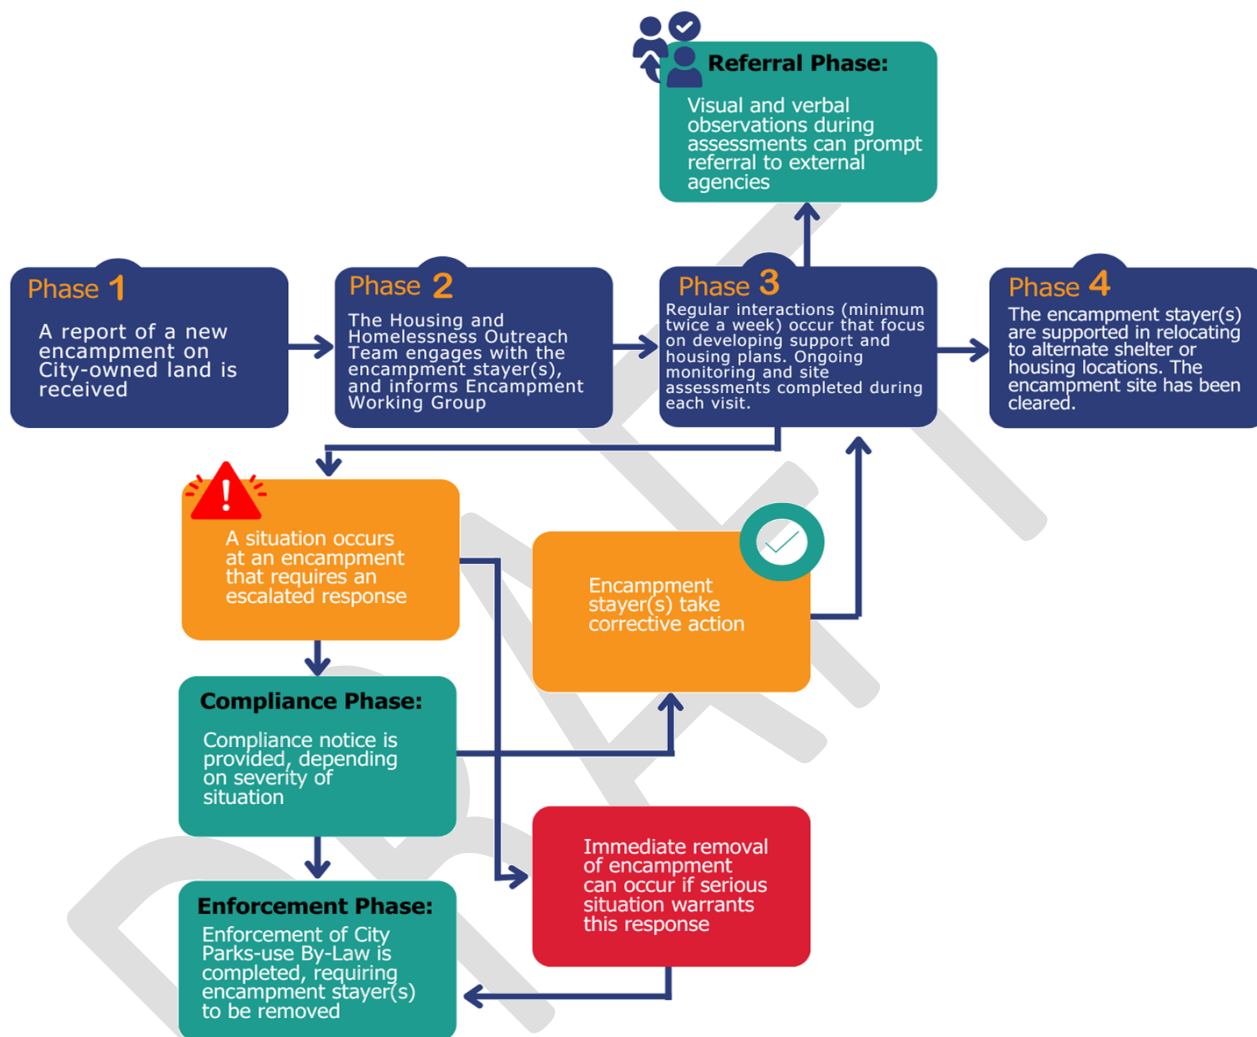 Referral Phase:
Visual and verbal
observations during
assessments can prompt
referral to external
agencies
Phase 1
A report of a new
encampment on
City-owned land is
received
Phase 2
The Housing and
Homelessness Outreach
Team engages with the
encampment stayer(s),
and informs Encampment
Working Group
Phase 3
Regular interactions (minimum
twice a week) occur that focus
on developing support and
housing plans. Ongoing
monitoring and site
assessments completed during
each visit.
Phase 4
The encampment stayer(s)
are supported in relocating
to alternate shelter or
housing locations. The
encampment site has been
cleared.
!
A situation occurs
at an encampment
that requires an
escalated response
Encampment
stayer(s) take
corrective action
Compliance Phase:
Compliance notice is
provided, depending
on severity of
situation
Immediate removal
of encampment
can occur if serious
situation warrants
this response
Enforcement Phase:
Enforcement of City
Parks-use By-Law is
completed, requiring
encampment stayer(s)
to be removed
DRAFT